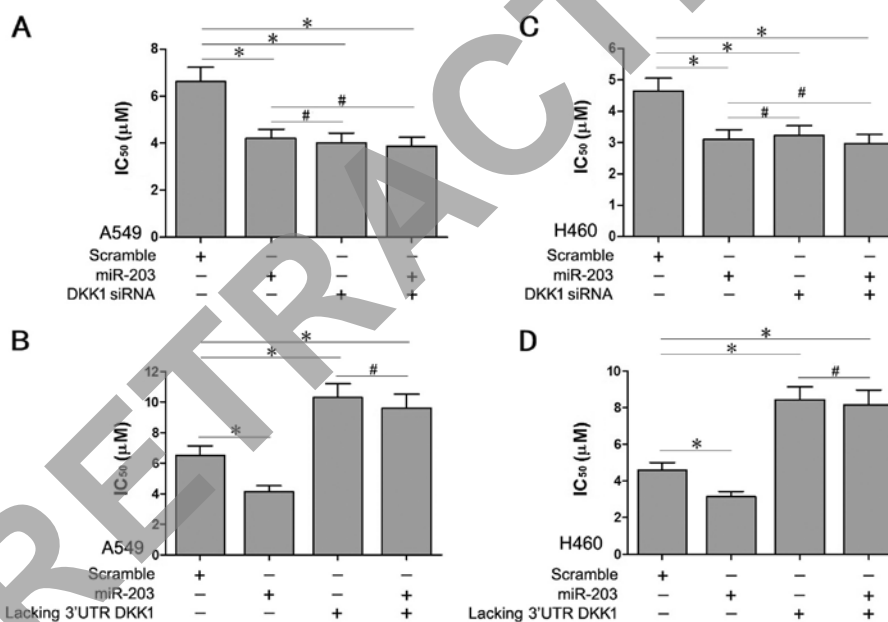 A
IC₅₀ (μM)
8
6
4
2
0
* * *
# #
A549
Scramble + − − −
miR-203 − + − +
DKK1 siRNA − − + +
B
IC₅₀ (μM)
12
10
8
6
4
2
0
* * *
#
A549
Scramble + − − −
miR-203 − + − +
Lacking 3'UTR DKK1 − − + +
C
IC₅₀ (μM)
6
5
4
3
2
1
0
* * *
# #
H460
Scramble + − − −
miR-203 − + − +
DKK1 siRNA − − + +
D
IC₅₀ (μM)
10
8
6
4
2
0
* * *
#
H460
Scramble + − − −
miR-203 − + − +
Lacking 3'UTR DKK1 − − + +